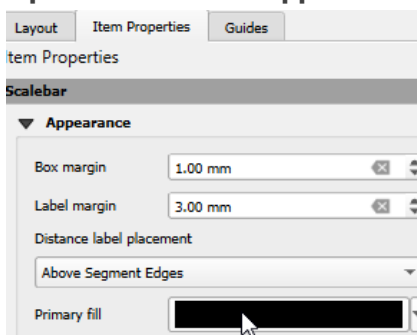 Layout Item Properties Guides
Item Properties
Scalebar
Appearance
Box margin 1.00 mm
Label margin 3.00 mm
Distance label placement
Above Segment Edges
Primary fill